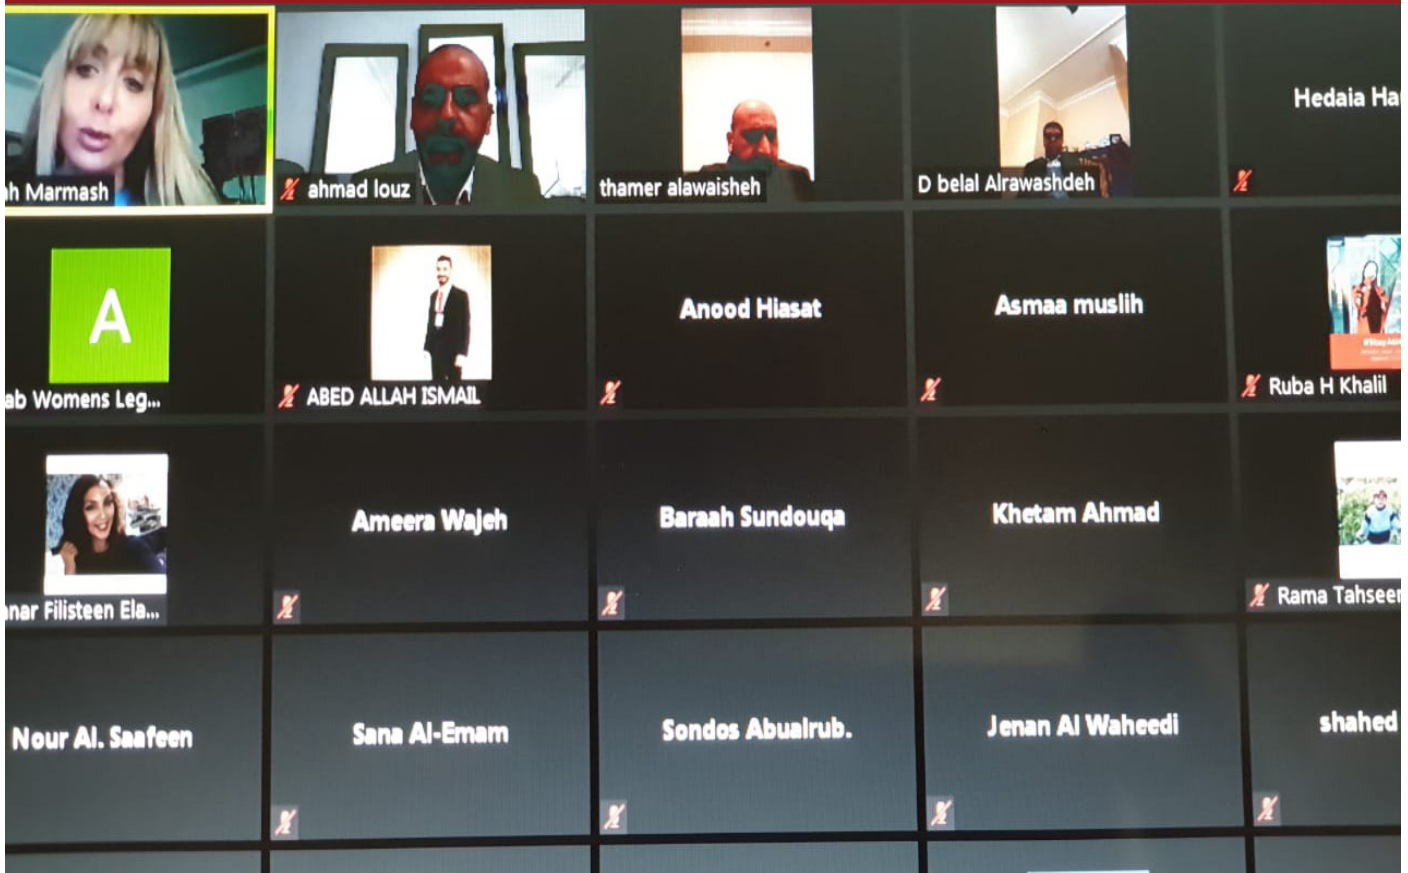 Hedaia Ha
h Marmash
ahmad louz
thamer alawaisheh
D belal Alrawashdeh
A
Anood Hiasat
Asmaa muslih
ab Womens Leg...
ABED ALLAH ISMAIL
Ruba H Khalil
Ameera Wajeh
Baraah Sundouqa
Khetam Ahmad
nar Filisteen Ela...
Rama Tahseen
Nour Al. Saafeen
Sana Al-Emam
Sondos Abualrub.
Jenan Al Waheedi
shahed